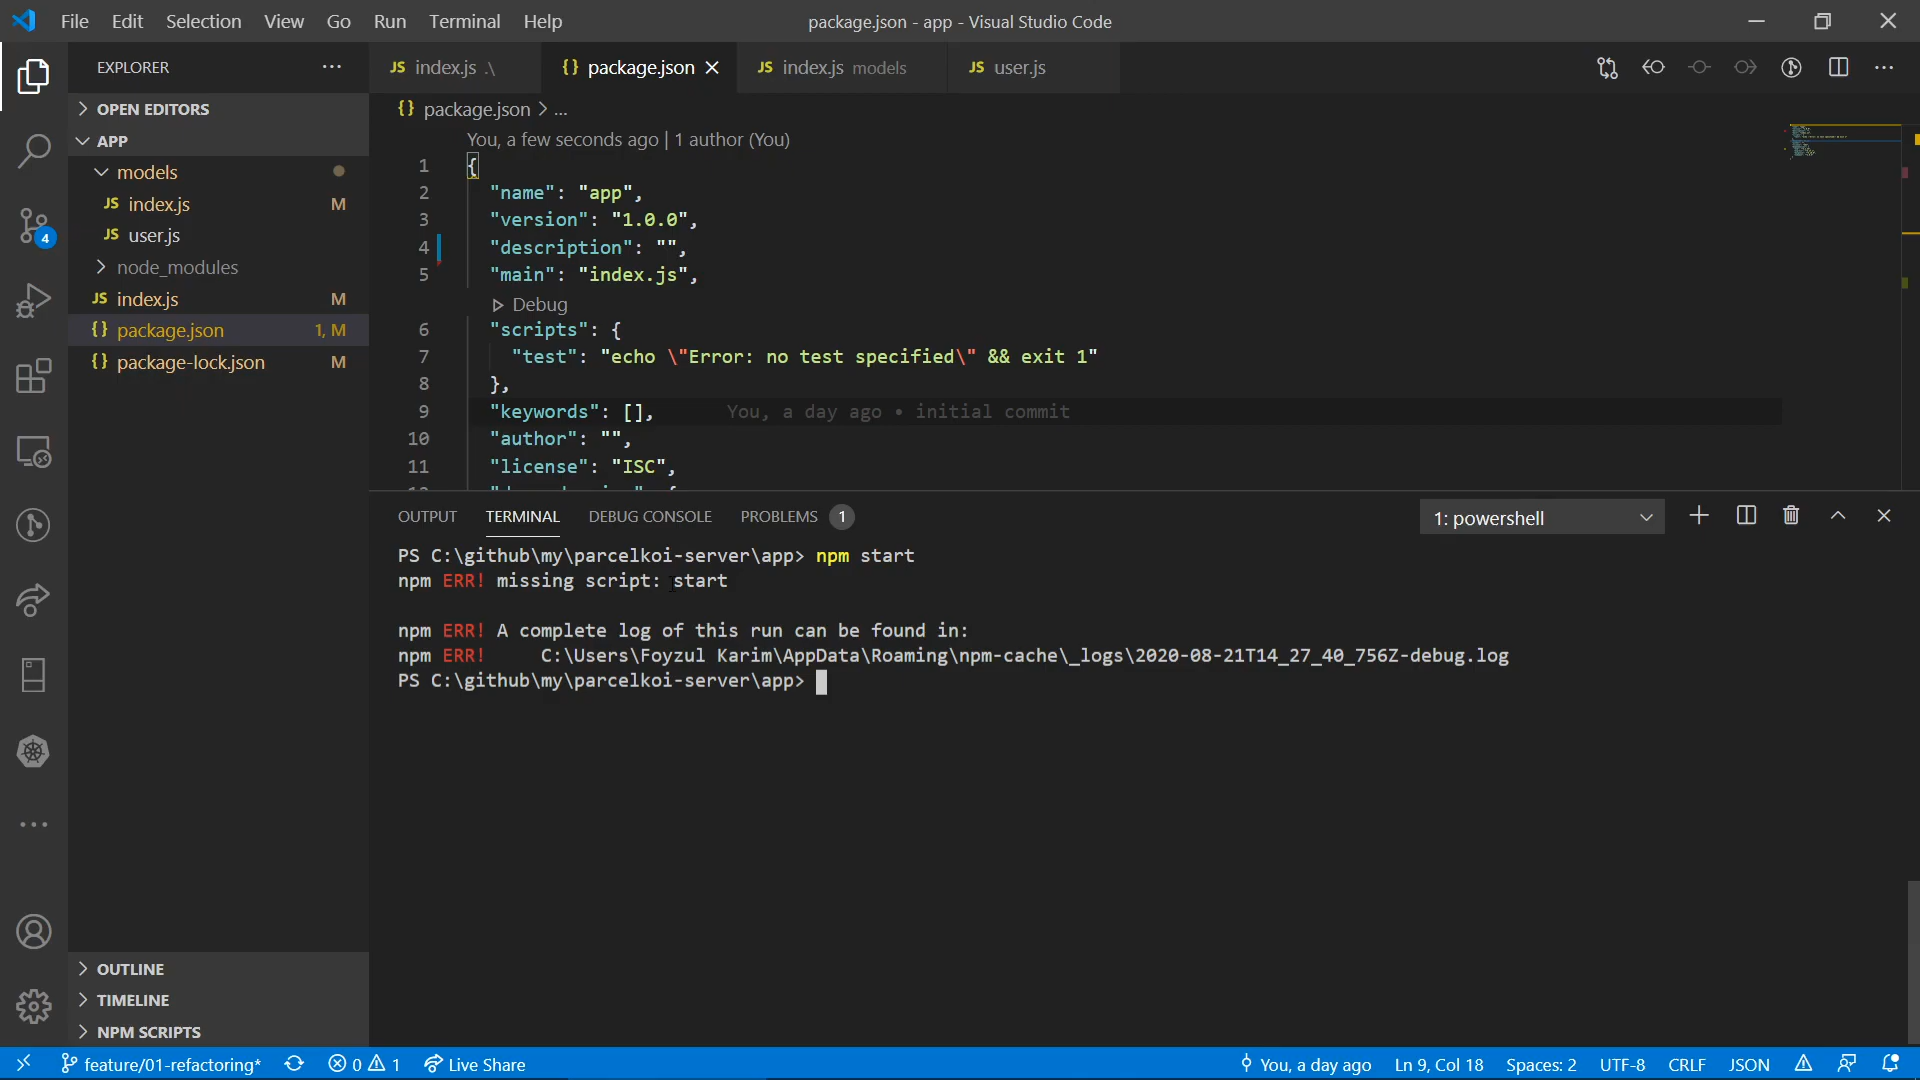 File Edit Selection View Go Run Terminal Help
package.json - app - Visual Studio Code
EXPLORER
OPEN EDITORS
APP
models
JS index.js M
JS user.js
node_modules
JS index.js M
{} package.json 1, M
{} package-lock.json M
OUTLINE
TIMELINE
NPM SCRIPTS
4
JS index.js .\
{} package.json
JS index.js models
JS user.js
{} package.json > ...
You, a few seconds ago | 1 author (You)
1 {
2 "name": "app",
3 "version": "1.0.0",
4 "description": "",
5 "main": "index.js",
Debug
6 "scripts": {
7 "test": "echo \"Error: no test specified\" && exit 1"
8 },
9 "keywords": [], You, a day ago • initial commit
10 "author": "",
11 "license": "ISC",
OUTPUT TERMINAL DEBUG CONSOLE PROBLEMS 1
1: powershell
PS C:\github\my\parcelkoi-server\app> npm start
npm ERR! missing script: start
npm ERR! A complete log of this run can be found in:
npm ERR! C:\Users\Foyzul Karim\AppData\Roaming\npm-cache\_logs\2020-08-21T14_27_40_756Z-debug.log
PS C:\github\my\parcelkoi-server\app>
feature/01-refactoring* 0 1 Live Share
You, a day ago Ln 9, Col 18 Spaces: 2 UTF-8 CRLF JSON